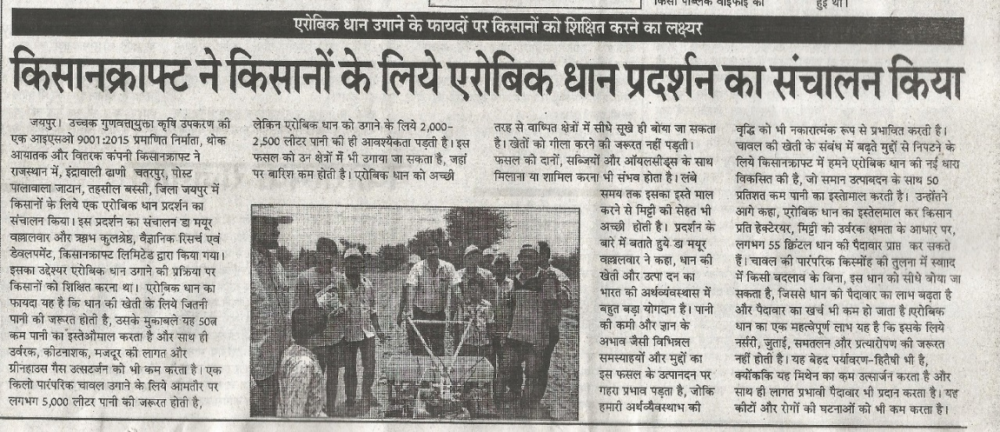 किसी पब्लिक वाईफाई का
हुई थी।
एरोबिक धान उगाने के फायदों पर किसानों को शिक्षित करने का लक्ष्यर
किसानक्राफ्ट ने किसानों के लिये एरोबिक धान प्रदर्शन का संचालन किया
जयपुर। उच्चक गुणवत्तायुक्ता कृषि उपकरण की
एक आइएसओ 9001:2015 प्रमाणित निर्माता, थोक
आयातक और वितरक कंपनी किसानक्राफ्ट ने
राजस्थान में, इंद्रावाली ढाणी चतरपुर, पोस्ट
पालावाला जाटान, तहसील बस्सी, जिला जयपुर में
किसानों के लिये एक एरोबिक धान प्रदर्शन का
संचालन किया। इस प्रदर्शन का संचालन डा मयूर
वल्लालवार और ऋषभ कुलश्रेष्ठ, वैज्ञानिक रिसर्च एवं
डेवलपमेंट, किसानक्राफ्ट लिमिटेड द्वारा किया गया।
इसका उद्देश्यर एरोबिक धान उगाने की प्रक्रिया पर
किसानों को शिक्षित करना था। एरोबिक धान का
फायदा यह है कि धान की खेती के लिये जितनी
पानी की जरूरत होती है, उसके मुकाबले यह 50त्न
कम पानी का इस्तेऔमाल करता है और साथ ही
उर्वरक, कीटनाशक, मजदूर की लागत और
ग्रीनहाउस गैस उत्सटर्जन को भी कम करता है। एक
किलो पारंपरिक चावल उगाने के लिये आमतौर पर
लगभग 5,000 लीटर पानी की जरूरत होती है,
लेकिन एरोबिक धान को उगाने के लिये 2,000-
2,500 लीटर पानी की ही आवश्यैकता पड़ती है। इस
फसल को उन क्षेत्रों में भी उगाया जा सकता है, जहां
पर बारिश कम होती है। एरोबिक धान को अच्छी
तरह से वाष्पित क्षेत्रों में सीधे सूखे ही बोया जा सकता
है। खेतों को गीला करने की जरूरत नहीं पड़ती।
फसल को दानों, सब्जियों और ऑयलसीड्स के साथ
मिलाना या शामिल करना भी संभव होता है। लंबे
समय तक इसका इस्ते माल
करने से मिट्टी की सेहत भी
अच्छी होती है। प्रदर्शन के
बारे में बताते हुये डा मयूर
वल्लालवार ने कहा, धान की
खेती और उत्पा दन का
भारत की अर्थव्यंवस्थास में
बहुत बड़ा योगदान है। पानी
की कमी और ज्ञान के
अभाव जैसी विभिन्नल
समस्याहयों और मुद्दों का
इस फसल के उत्पानदन पर
गहरा प्रभाव पड़ता है, जोकि
हमारी अर्थव्यैवस्थाभ की
वृद्धि को भी नकारात्मंक रूप से प्रभावित करती है।
चावल की खेती के संबंध में बढ़ते मुद्दों से निपटने के
लिये किसानक्राफ्ट में हमने एरोबिक धान की नई धारा
विकसित की है, जो समान उत्पाबदन के साथ 50
प्रतिशत कम पानी का इस्तेामाल करती है। उन्होंतने
आगे कहा, एरोबिक धान का इस्तेलमाल कर किसान
प्रति हेक्टेरयर, मिट्टी की उर्वरक क्षमता के आधार पर,
लगभग 55 क्विंटल धान की पैदावार प्राप्त कर सकते
हैं। चावल की पारंपरिक किस्मोंह की तुलना में स्वााद
में किसी बदलाव के बिना, इस धान को सीधे बोया जा
सकता है, जिससे धान की पैदावार का लाभ बढ़ता है
और पैदावार का खर्च भी कम हो जाता है।एरोबिक
धान का एक महत्वेपूर्ण लाभ यह है कि इसके लिये
नर्सरी, जुताई, समतलन और प्रत्यारोपण की जरूरत
नहीं होती है। यह बेहद पर्यावरण-हितैषी भी है,
क्योंककि यह मिथेन का कम उत्सार्जन करता है और
साथ ही लागत प्रभावी पैदावार भी प्रदान करता है। यह
कीटों और रोगों की घटनाओं को भी कम करता है।